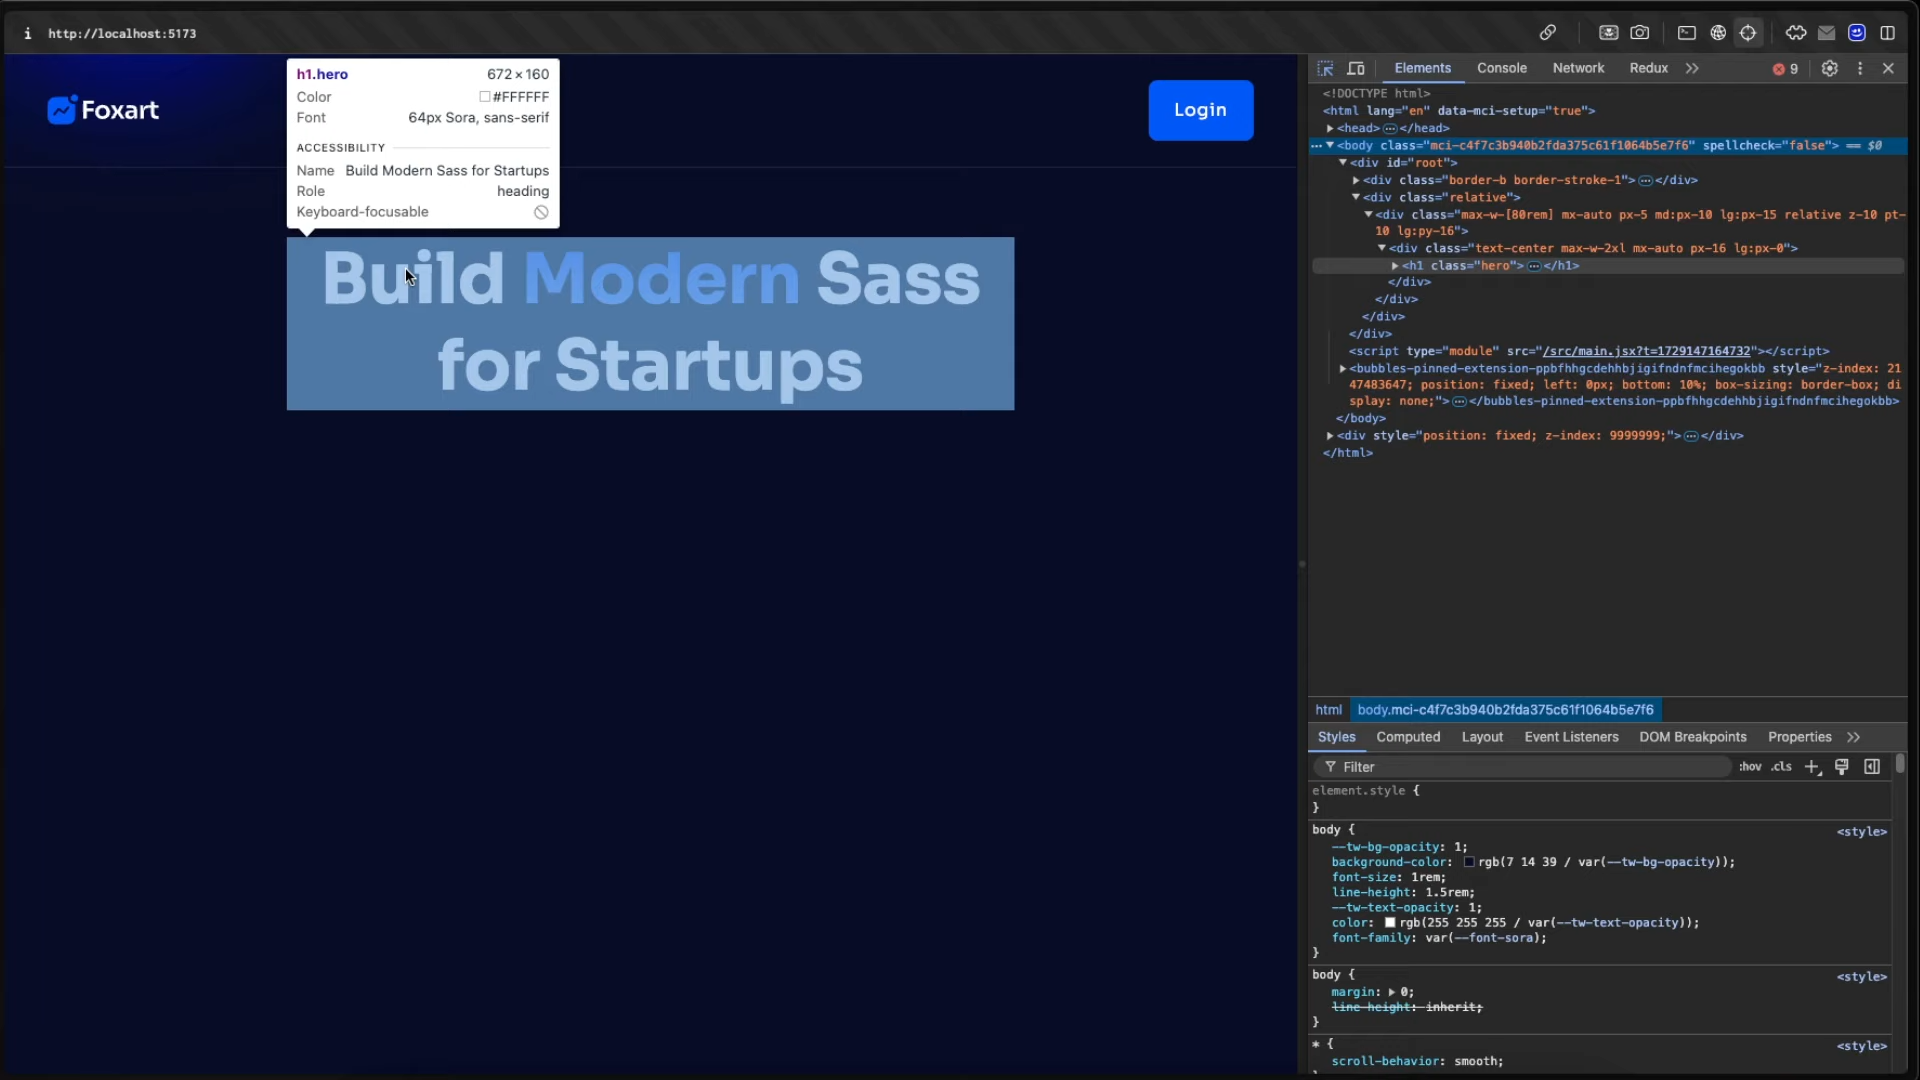 http://localhost:5173
Foxart
Login
h1.hero 672 × 160
Color #FFFFFF
Font 64px Sora, sans-serif
ACCESSIBILITY
Name Build Modern Sass for Startups
Role heading
Keyboard-focusable
Build Modern Sass
for Startups
Elements Console Network Redux 9
<!DOCTYPE html>
<html lang="en" data-mci-setup="true">
<head> … </head>
… <body class="mci-c4f7c3b940b2fda375c61f1064b5e7f6" spellcheck="false"> == $0
<div id="root">
<div class="border-b border-stroke-1"> … </div>
<div class="relative">
<div class="max-w-[80rem] mx-auto px-5 md:px-10 lg:px-15 relative z-10 pt-
10 lg:py-16">
<div class="text-center max-w-2xl mx-auto px-16 lg:px-0">
<h1 class="hero"> … </h1>
</div>
</div>
</div>
</div>
<script type="module" src="/src/main.jsx?t=1729147164732"></script>
<bubbles-pinned-extension-ppbfhhgcdehhbjigifndnfmcihegokbb style="z-index: 21
47483647; position: fixed; left: 0px; bottom: 10%; box-sizing: border-box; di
splay: none;"> … </bubbles-pinned-extension-ppbfhhgcdehhbjigifndnfmcihegokbb>
</body>
<div style="position: fixed; z-index: 9999999;"> … </div>
</html>
html body.mci-c4f7c3b940b2fda375c61f1064b5e7f6
Styles Computed Layout Event Listeners DOM Breakpoints Properties
Filter :hov .cls
element.style {
}
body { <style>
--tw-bg-opacity: 1;
background-color: rgb(7 14 39 / var(--tw-bg-opacity));
font-size: 1rem;
line-height: 1.5rem;
--tw-text-opacity: 1;
color: rgb(255 255 255 / var(--tw-text-opacity));
font-family: var(--font-sora);
}
body { <style>
margin: 0;
line-height: inherit;
}
* { <style>
scroll-behavior: smooth;